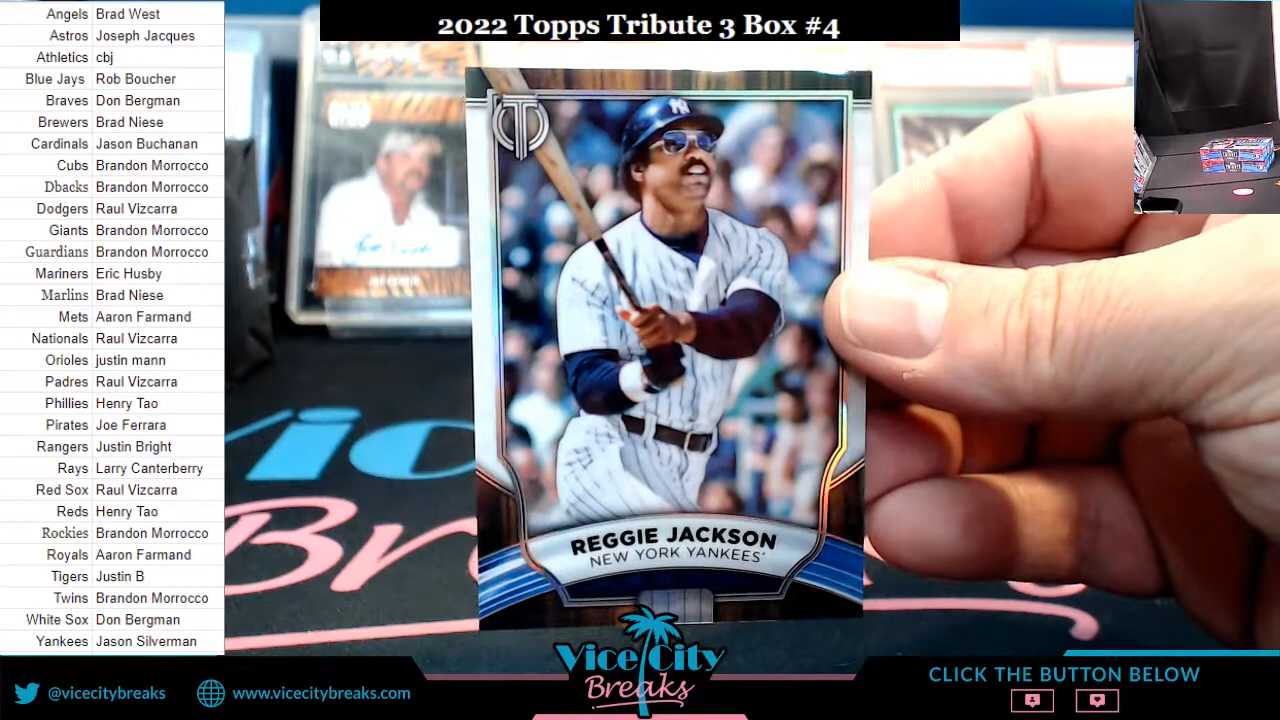 2022 Topps Tribute 3 Box #4
Angels Brad West
Astros Joseph Jacques
Athletics cbj
Blue Jays Rob Boucher
Braves Don Bergman
Brewers Brad Niese
Cardinals Jason Buchanan
Cubs Brandon Morrocco
Dbacks Brandon Morrocco
Dodgers Raul Vizcarra
Giants Brandon Morrocco
Guardians Brandon Morrocco
Mariners Eric Husby
Marlins Brad Niese
Mets Aaron Farmand
Nationals Raul Vizcarra
Orioles justin mann
Padres Raul Vizcarra
Phillies Henry Tao
Pirates Joe Ferrara
Rangers Justin Bright
Rays Larry Canterberry
Red Sox Raul Vizcarra
Reds Henry Tao
Rockies Brandon Morrocco
Royals Aaron Farmand
Tigers Justin B
Twins Brandon Morrocco
White Sox Don Bergman
Yankees Jason Silverman
NY
REGGIE JACKSON
NEW YORK YANKEES
Vice City
Breaks
@vicecitybreaks
www.vicecitybreaks.com
CLICK THE BUTTON BELOW